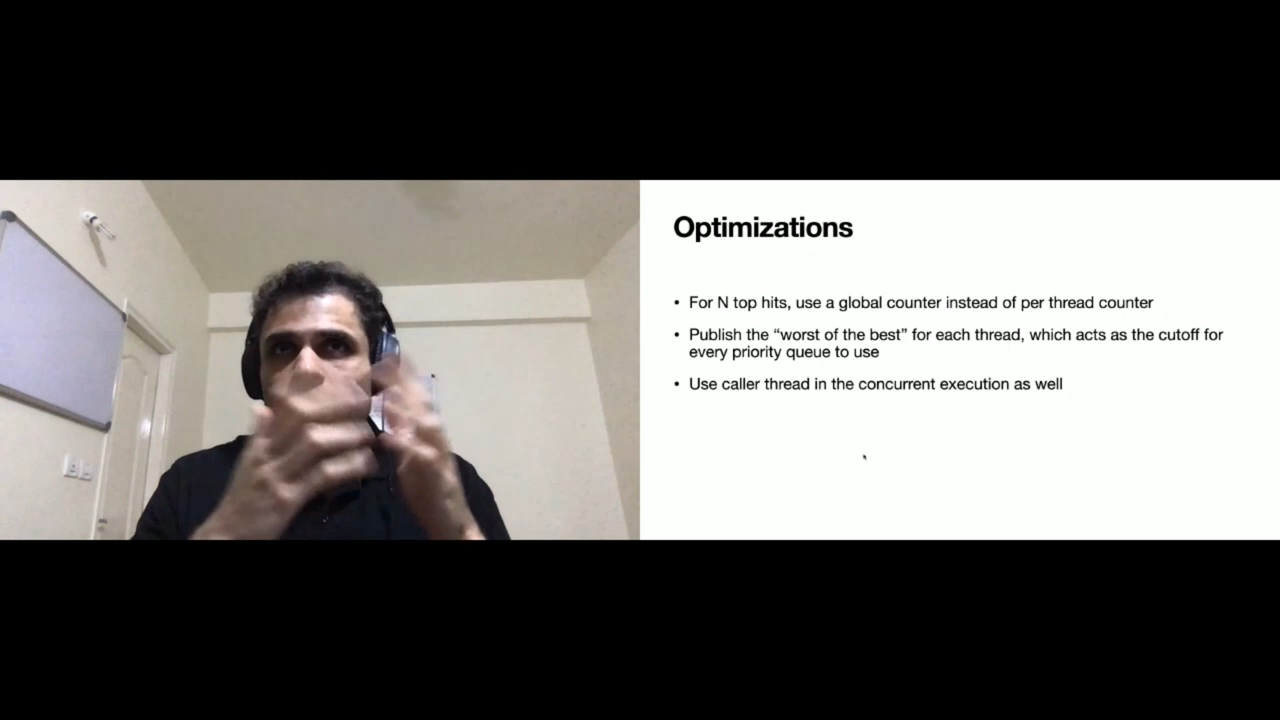 Optimizations
• For N top hits, use a global counter instead of per thread counter
• Publish the “worst of the best” for each thread, which acts as the cutoff for
every priority queue to use
• Use caller thread in the concurrent execution as well